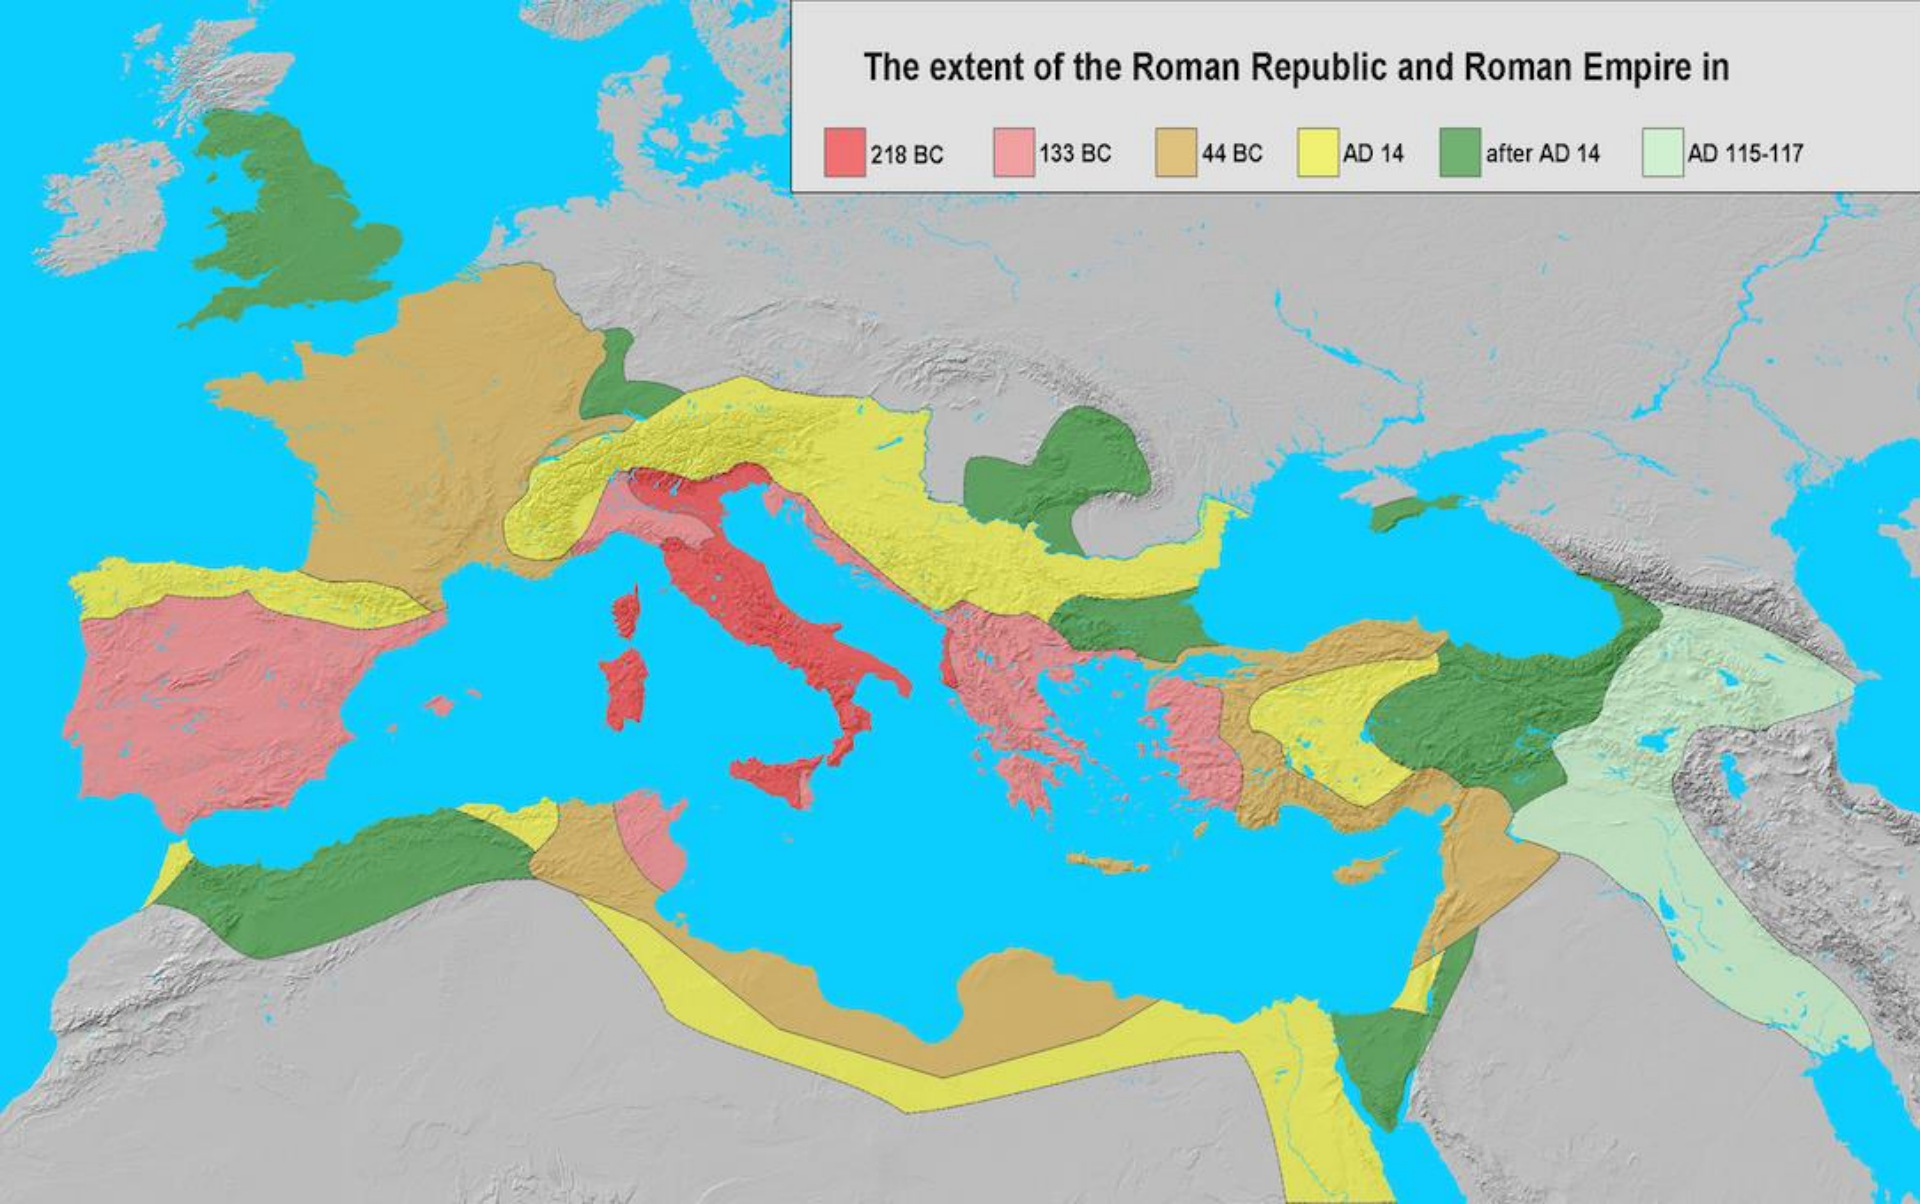 The extent of the Roman Republic and Roman Empire in
218 BC 133 BC 44 BC AD 14 after AD 14 AD 115-117